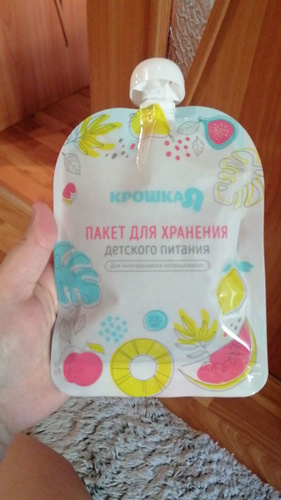 КРОШКАЯ
ПАКЕТ ДЛЯ ХРАНЕНИЯ
ДЕТСКОГО ПИТАНИЯ
Для многоразового использования